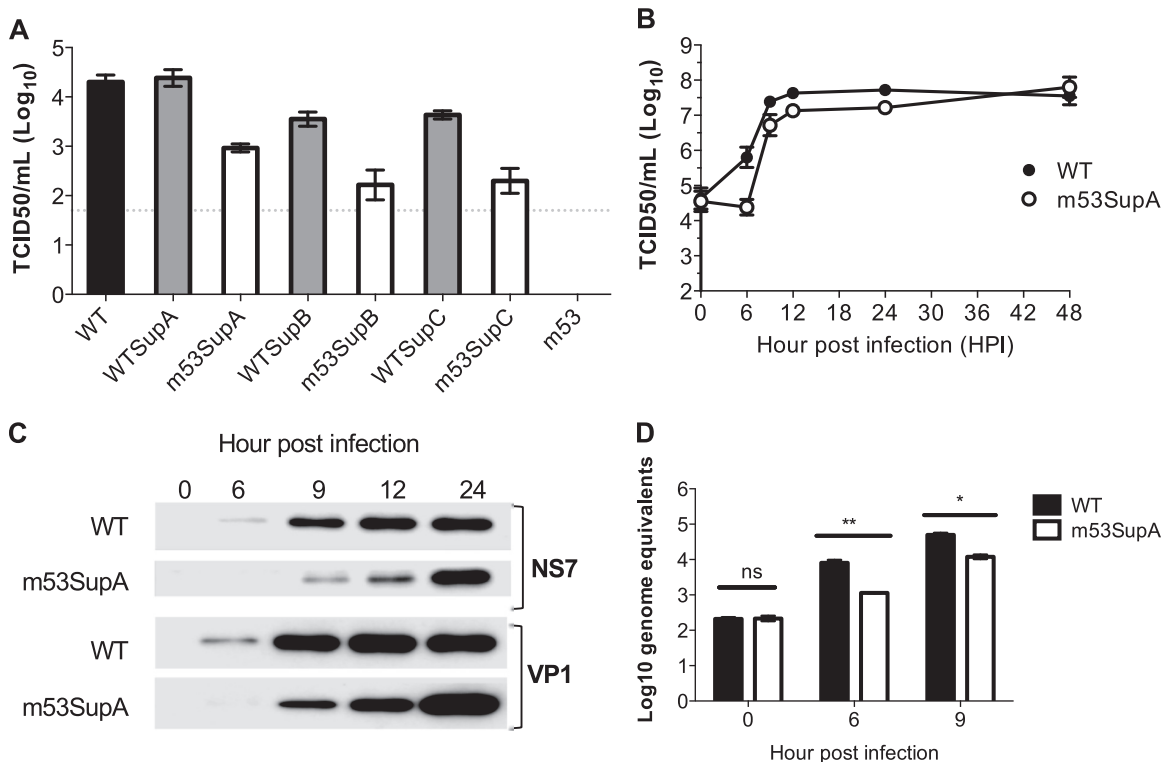 A
TCID50/mL (Log10)
5
4
3
2
1
0
WT
WTSupA
m53SupA
WTSupB
m53SupB
WTSupC
m53SupC
m53
B
TCID50/mL (Log10)
9
8
7
6
5
4
3
2
0 6 12 18 24 30 36 42 48
Hour post infection (HPI)
WT
m53SupA
C
Hour post infection
0 6 9 12 24
WT
m53SupA
NS7
WT
m53SupA
VP1
D
Log10 genome equivalents
6
5
4
3
2
1
0
ns
**
*
0 6 9
Hour post infection
WT
m53SupA